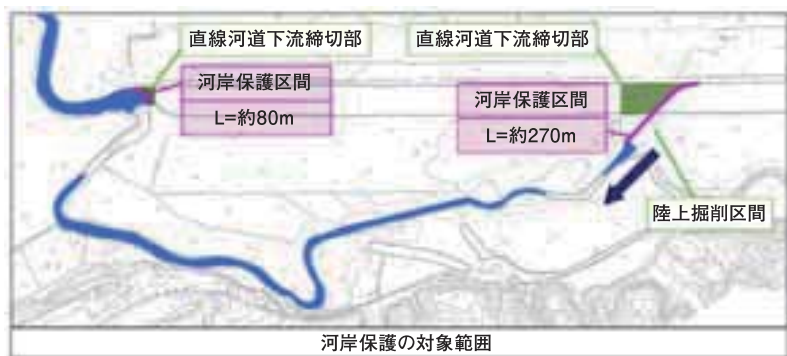 直線河道下流締切部
直線河道下流締切部
河岸保護区間
L=約80m
河岸保護区間
L=約270m
陸上掘削区間
河岸保護の対象範囲